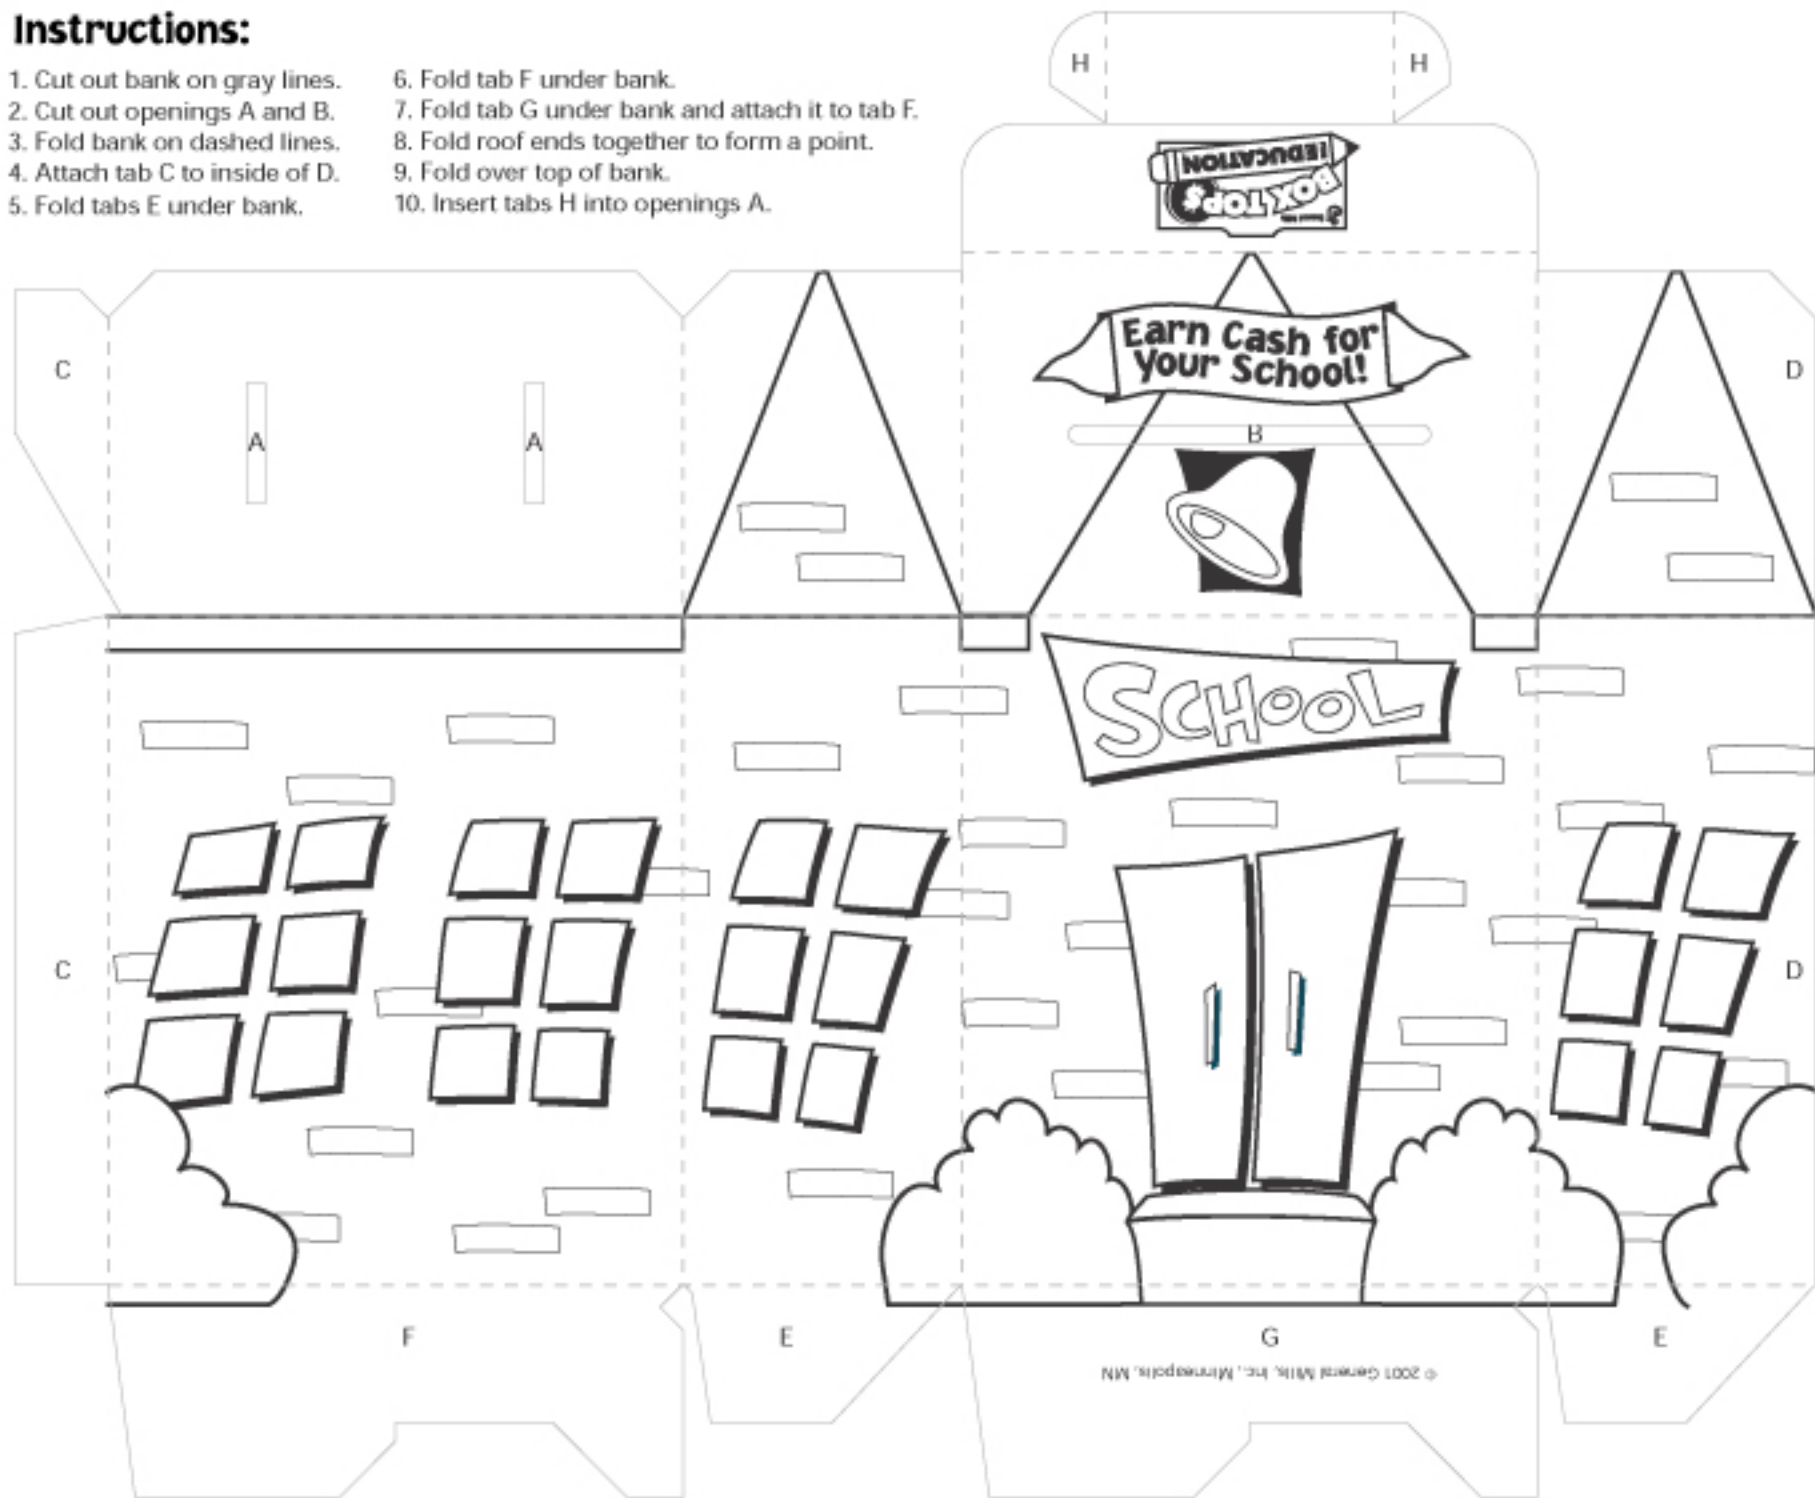 Instructions:
1. Cut out bank on gray lines.
2. Cut out openings A and B.
3. Fold bank on dashed lines.
4. Attach tab C to inside of D.
5. Fold tabs E under bank.
6. Fold tab F under bank.
7. Fold tab G under bank and attach it to tab F.
8. Fold roof ends together to form a point.
9. Fold over top of bank.
10. Insert tabs H into openings A.
H
H
EDUCATION
BOX TOPS
Earn Cash for
Your School!
C
A
A
B
D
SCHOOL
C
D
F
E
G
E
© 2001 General Mills, Inc., Minneapolis, MN